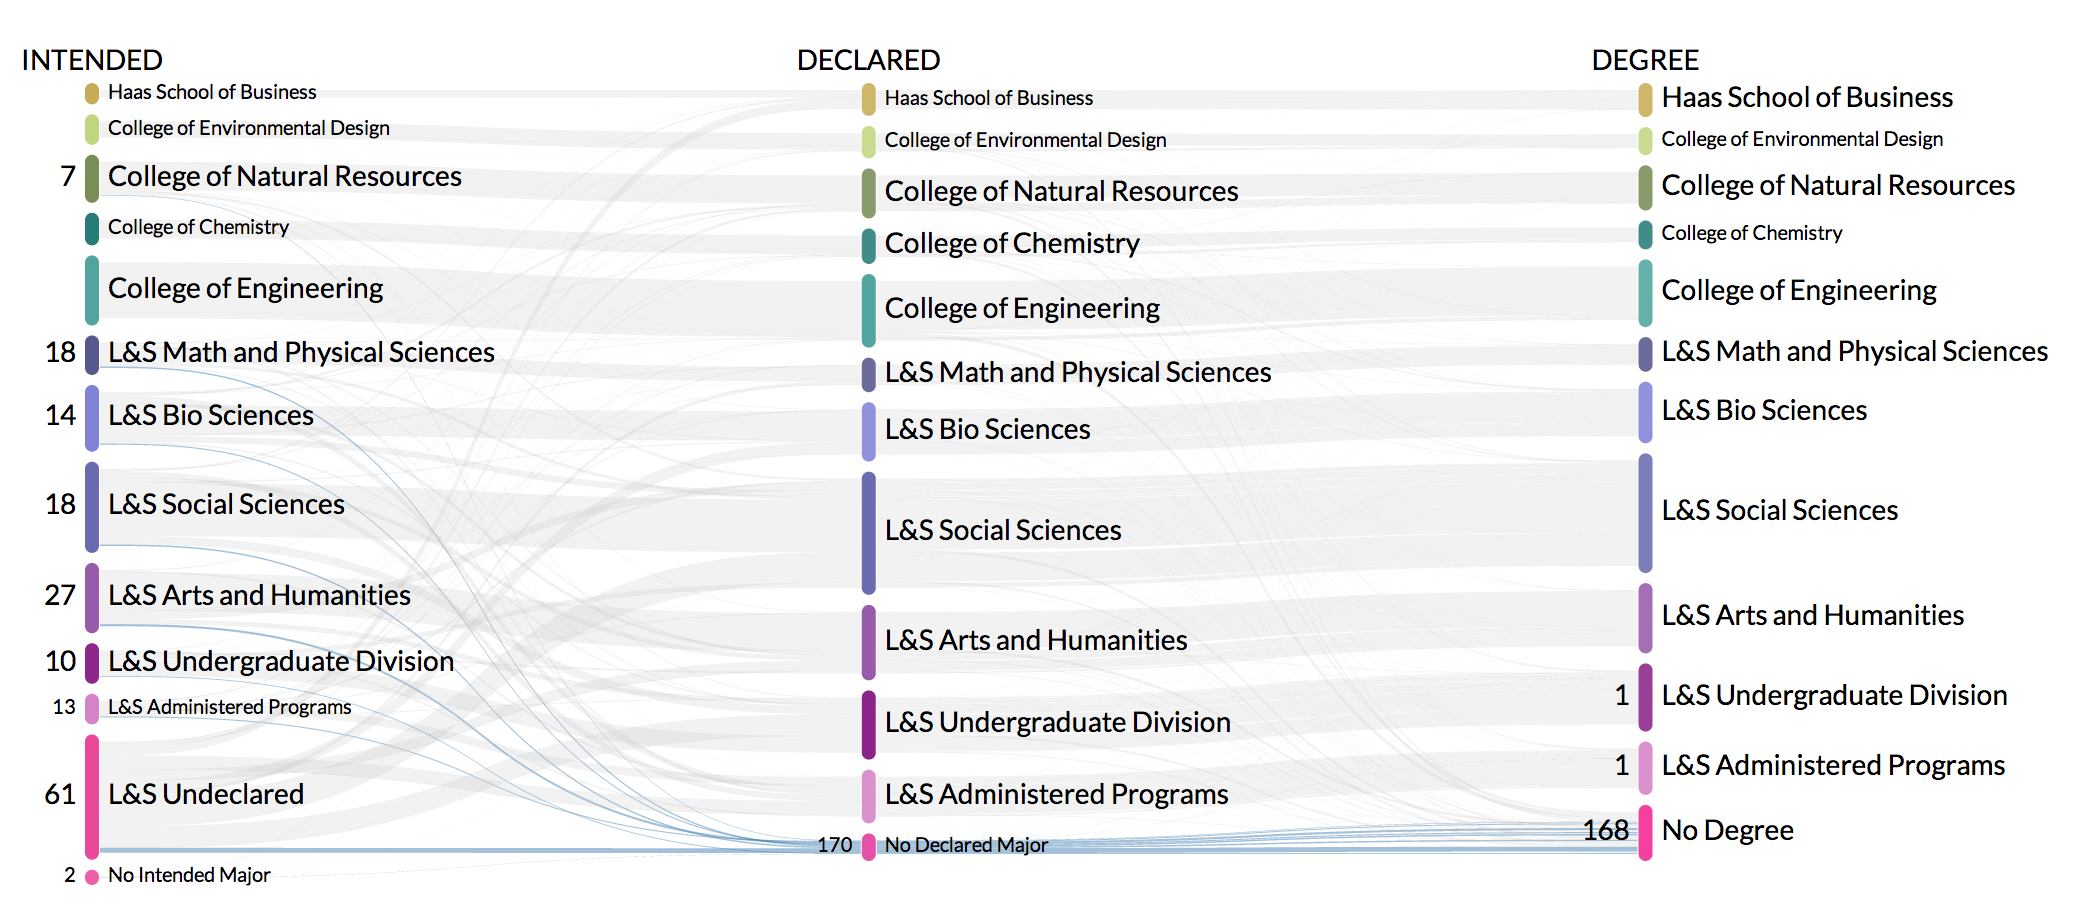 INTENDED
Haas School of Business
College of Environmental Design
7 College of Natural Resources
College of Chemistry
College of Engineering
18 L&S Math and Physical Sciences
14 L&S Bio Sciences
18 L&S Social Sciences
27 L&S Arts and Humanities
10 L&S Undergraduate Division
13 L&S Administered Programs
61 L&S Undeclared
2 No Intended Major
DECLARED
Haas School of Business
College of Environmental Design
College of Natural Resources
College of Chemistry
College of Engineering
L&S Math and Physical Sciences
L&S Bio Sciences
L&S Social Sciences
L&S Arts and Humanities
L&S Undergraduate Division
L&S Administered Programs
170 No Declared Major
DEGREE
Haas School of Business
College of Environmental Design
College of Natural Resources
College of Chemistry
College of Engineering
L&S Math and Physical Sciences
L&S Bio Sciences
L&S Social Sciences
L&S Arts and Humanities
1 L&S Undergraduate Division
1 L&S Administered Programs
168 No Degree